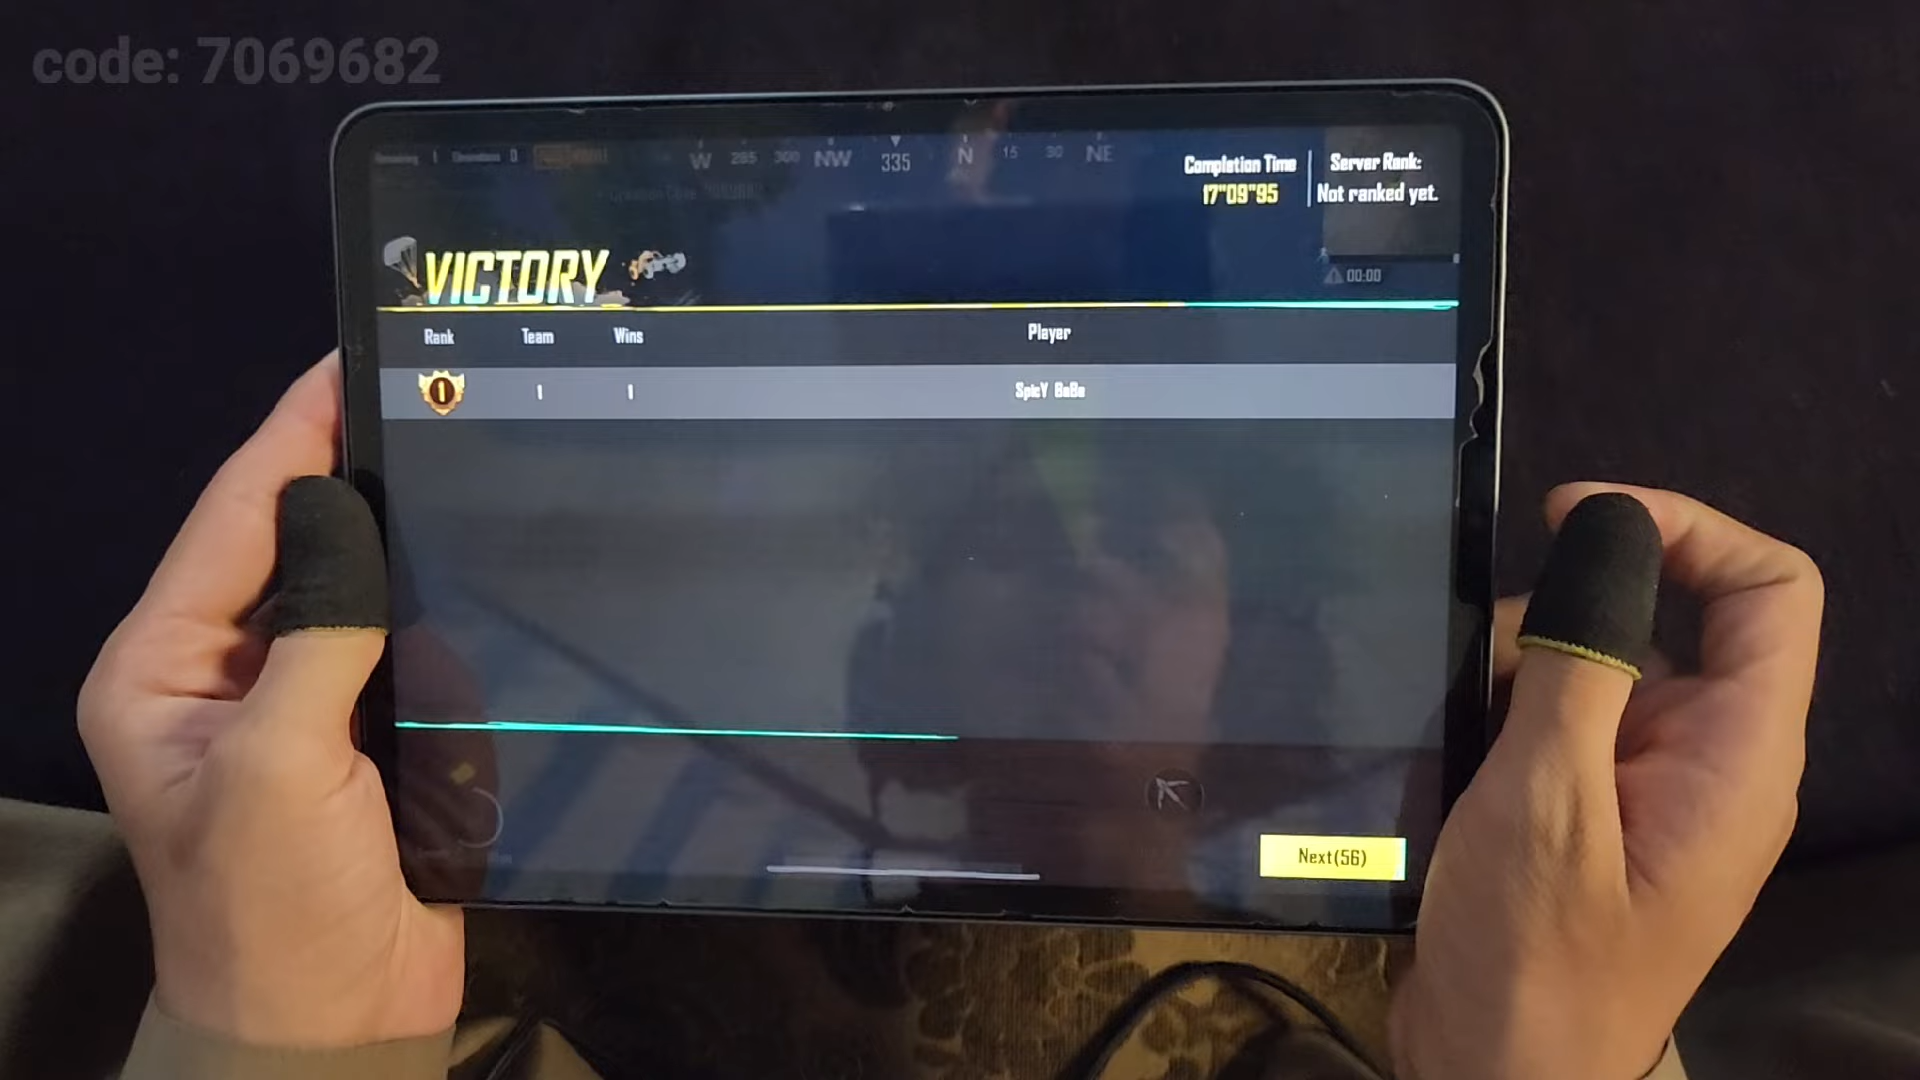 code: 7069682
W 285 300 NW 335 N 15 30 NE
Completion Time
17"09"95
Server Rank:
Not ranked yet.
VICTORY
00:00
Rank Team Wins Player
1 1 1 SpicY BaBa
Next(56)